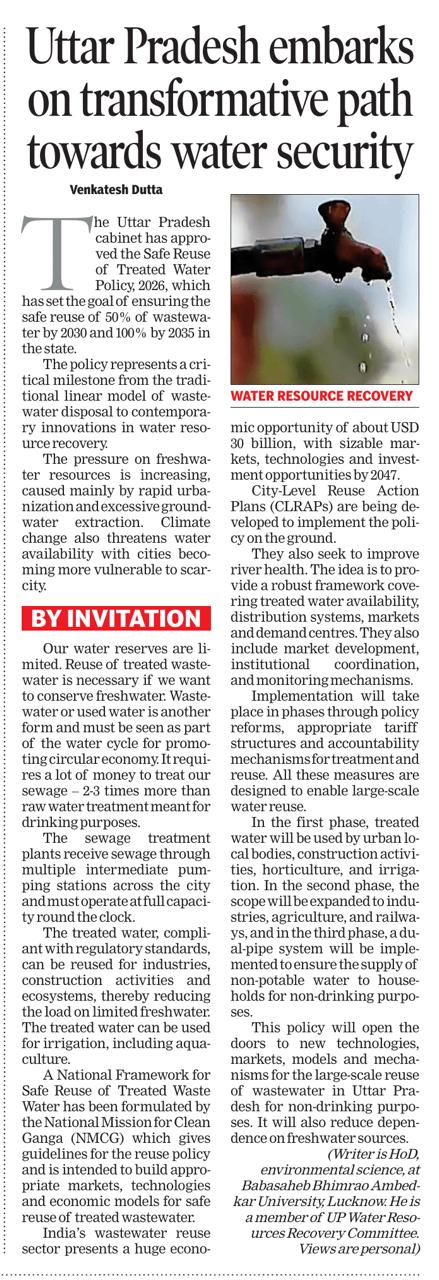 Uttar Pradesh embarks
on transformative path
towards water security
Venkatesh Dutta
The Uttar Pradesh
cabinet has appro-
ved the Safe Reuse
of Treated Water
Policy, 2026, which
has set the goal of ensuring the
safe reuse of 50% of wastewa-
ter by 2030 and 100% by 2035 in
the state.
The policy represents a cri-
tical milestone from the tradi-
tional linear model of waste-
water disposal to contempora-
ry innovations in water reso-
urce recovery.
The pressure on freshwa-
ter resources is increasing,
caused mainly by rapid urba-
nization and excessive ground-
water extraction. Climate
change also threatens water
availability with cities beco-
ming more vulnerable to scar-
city.
BY INVITATION
Our water reserves are li-
mited. Reuse of treated waste-
water is necessary if we want
to conserve freshwater. Waste-
water or used water is another
form and must be seen as part
of the water cycle for promo-
ting circular economy. It requi-
res a lot of money to treat our
sewage – 2-3 times more than
raw water treatment meant for
drinking purposes.
The sewage treatment
plants receive sewage through
multiple intermediate pum-
ping stations across the city
and must operate at full capaci-
ty round the clock.
The treated water, compli-
ant with regulatory standards,
can be reused for industries,
construction activities and
ecosystems, thereby reducing
the load on limited freshwater.
The treated water can be used
for irrigation, including aqua-
culture.
A National Framework for
Safe Reuse of Treated Waste
Water has been formulated by
the National Mission for Clean
Ganga (NMCG) which gives
guidelines for the reuse policy
and is intended to build appro-
priate markets, technologies
and economic models for safe
reuse of treated wastewater.
India's wastewater reuse
sector presents a huge econo-
WATER RESOURCE RECOVERY
mic opportunity of about USD
30 billion, with sizable mar-
kets, technologies and invest-
ment opportunities by 2047.
City-Level Reuse Action
Plans (CLRAPs) are being de-
veloped to implement the poli-
cy on the ground.
They also seek to improve
river health. The idea is to pro-
vide a robust framework cove-
ring treated water availability,
distribution systems, markets
and demand centres. They also
include market development,
institutional coordination,
and monitoring mechanisms.
Implementation will take
place in phases through policy
reforms, appropriate tariff
structures and accountability
mechanisms for treatment and
reuse. All these measures are
designed to enable large-scale
water reuse.
In the first phase, treated
water will be used by urban lo-
cal bodies, construction activi-
ties, horticulture, and irriga-
tion. In the second phase, the
scope will be expanded to indu-
stries, agriculture, and railwa-
ys, and in the third phase, a du-
al-pipe system will be imple-
mented to ensure the supply of
non-potable water to house-
holds for non-drinking purpo-
ses.
This policy will open the
doors to new technologies,
markets, models and mecha-
nisms for the large-scale reuse
of wastewater in Uttar Pra-
desh for non-drinking purpo-
ses. It will also reduce depen-
dence on freshwater sources.
(Writer is HoD,
environmental science, at
Babasaheb Bhimrao Ambed-
kar University, Lucknow. He is
a member of UP Water Reso-
urces Recovery Committee.
Views are personal)